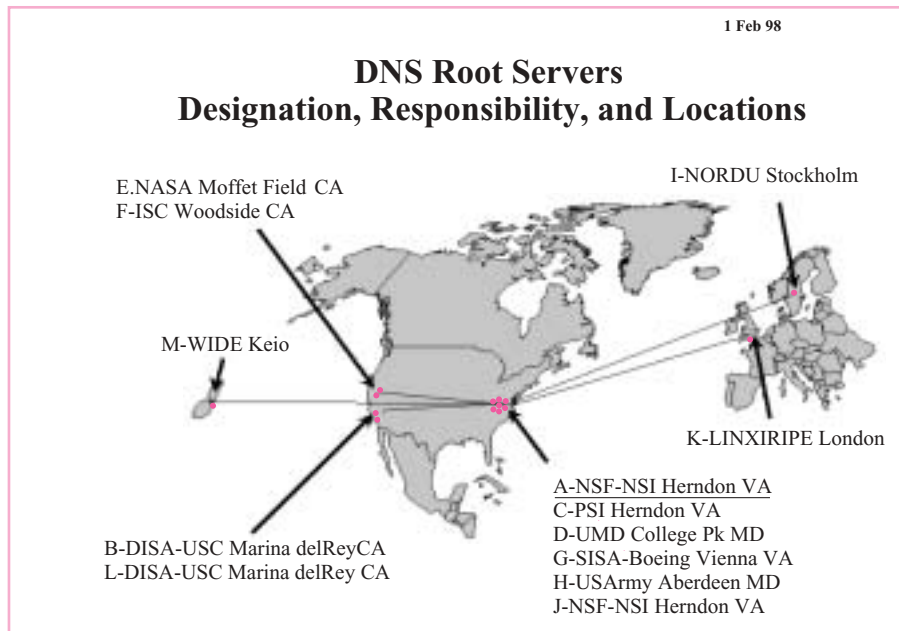 1 Feb 98
DNS Root Servers
Designation, Responsibility, and Locations
E.NASA Moffet Field CA
F-ISC Woodside CA
I-NORDU Stockholm
M-WIDE Keio
K-LINXIRIPE London
B-DISA-USC Marina delReyCA
L-DISA-USC Marina delRey CA
A-NSF-NSI Herndon VA
C-PSI Herndon VA
D-UMD College Pk MD
G-SISA-Boeing Vienna VA
H-USArmy Aberdeen MD
J-NSF-NSI Herndon VA